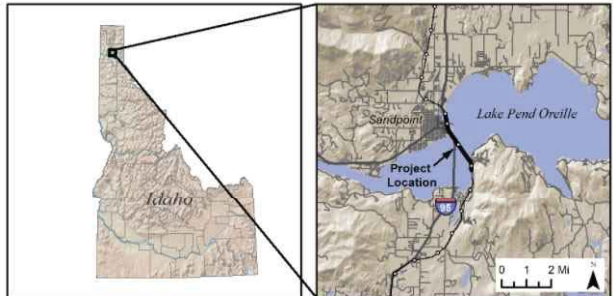 Idaho
Sandpoint
Lake Pend Oreille
Project
Location
95
N
0 1 2 Mi